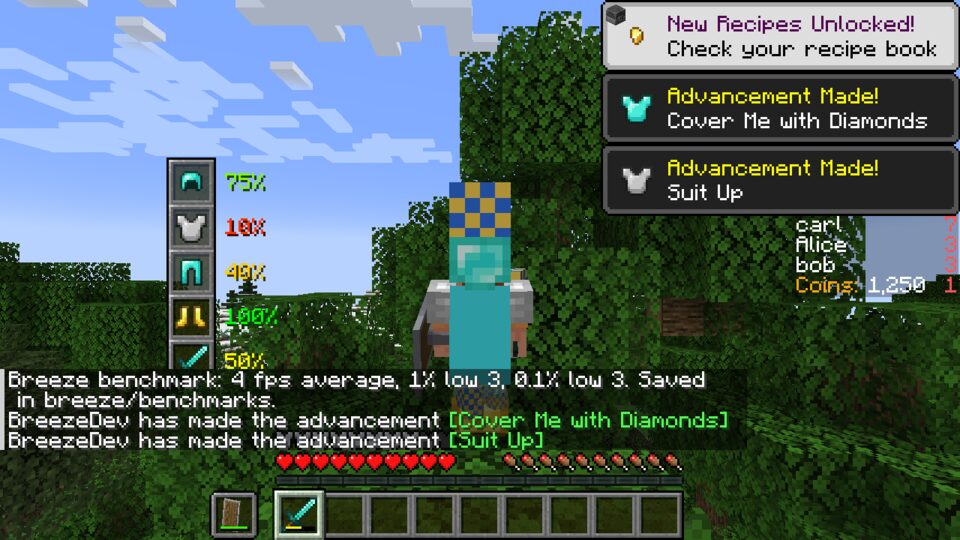 New Recipes Unlocked!
Check your recipe book
Advancement Made!
Cover Me with Diamonds
Advancement Made!
Suit Up
75%
10%
40%
100%
50%
carl
Alice
bob
Coins: 1,250 1
Breeze benchmark: 4 fps average, 1% low 3, 0.1% low 3. Saved
in breeze/benchmarks.
BreezeDev has made the advancement [Cover Me with Diamonds]
BreezeDev has made the advancement [Suit Up]